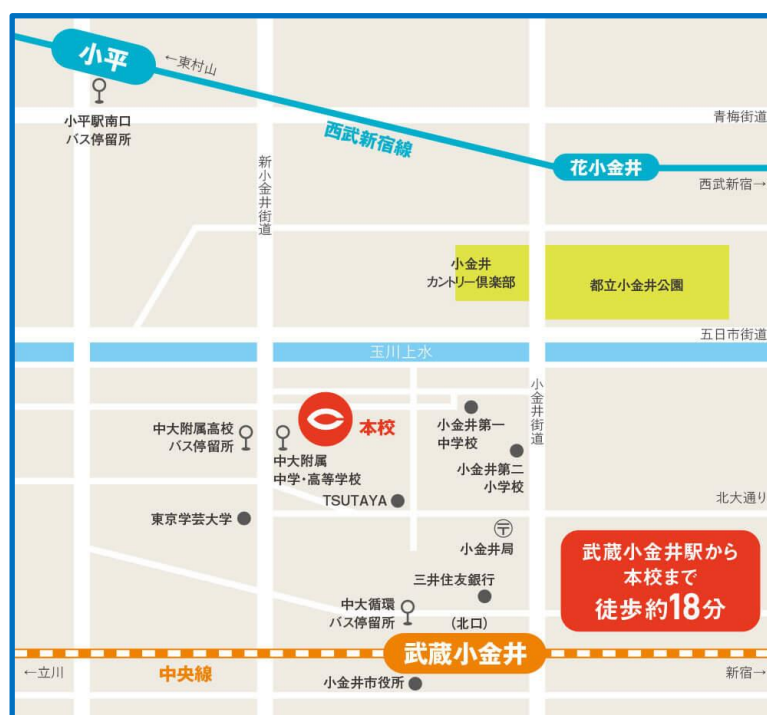 小平
←東村山
小平駅南口
バス停留所
青梅街道
西武新宿線
花小金井
新小金井街道
西武新宿→
小金井
カントリー倶楽部
都立小金井公園
五日市街道
玉川上水
小金井街道
本校
中大附属高校
バス停留所
中大附属
中学・高等学校
小金井第一
中学校
小金井第二
小学校
TSUTAYA
北大通り
東京学芸大学
小金井局
武蔵小金井駅から
本校まで
徒歩約18分
三井住友銀行
中大循環
バス停留所
(北口)
武蔵小金井
←立川
中央線
新宿→
小金井市役所